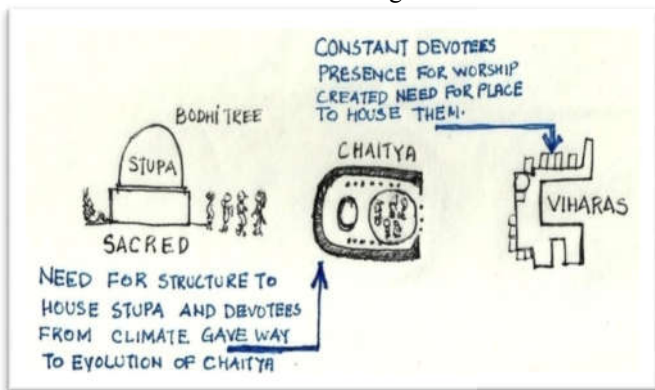 CONSTANT DEVOTEES
PRESENCE FOR WORSHIP
CREATED NEED FOR PLACE
TO HOUSE THEM.
BODHI TREE
STUPA
SACRED
CHAITYA
VIHARAS
NEED FOR STRUCTURE TO
HOUSE STUPA AND DEVOTEES
FROM CLIMATE GAVE WAY
TO EVOLUTION OF CHAITYA